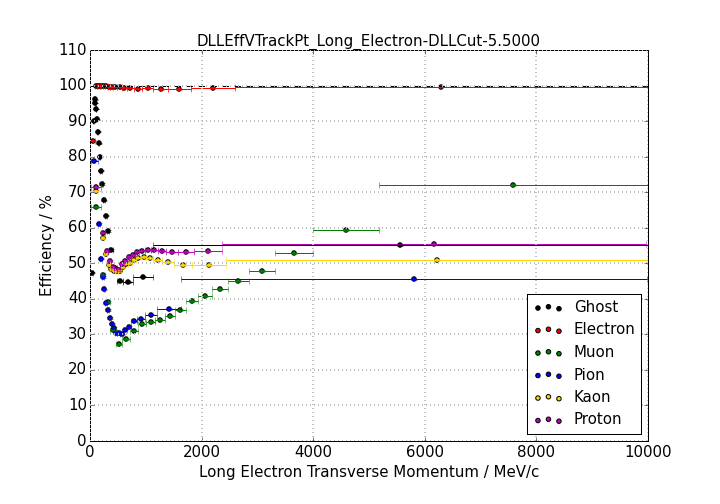 DLLEffVTrackPt_Long_Electron-DLLCut-5.5000
110
100
90
80
70
60
50
40
30
20
10
0
Efficiency / %
0 2000 4000 6000 8000 10000
Long Electron Transverse Momentum / MeV/c
Ghost
Electron
Muon
Pion
Kaon
Proton